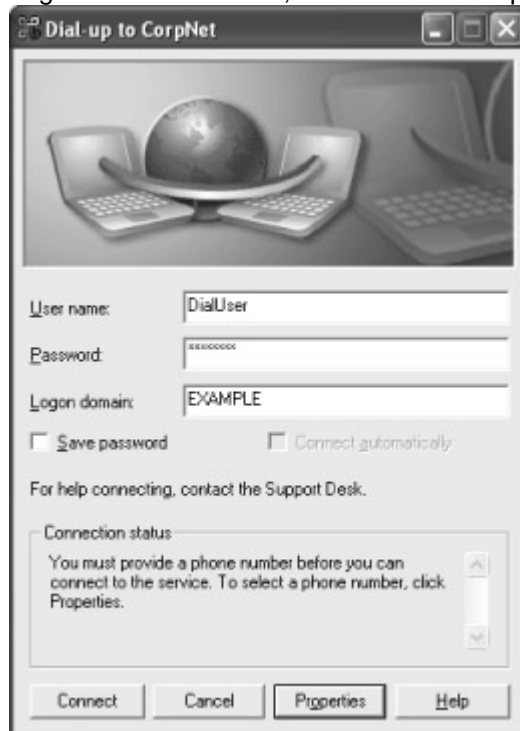 Dial-up to CorpNet
User name:
DialUser
Password:
********
Logon domain:
EXAMPLE
Save password
Connect automatically
For help connecting, contact the Support Desk.
Connection status
You must provide a phone number before you can
connect to the service. To select a phone number, click
Properties.
Connect
Cancel
Properties
Help